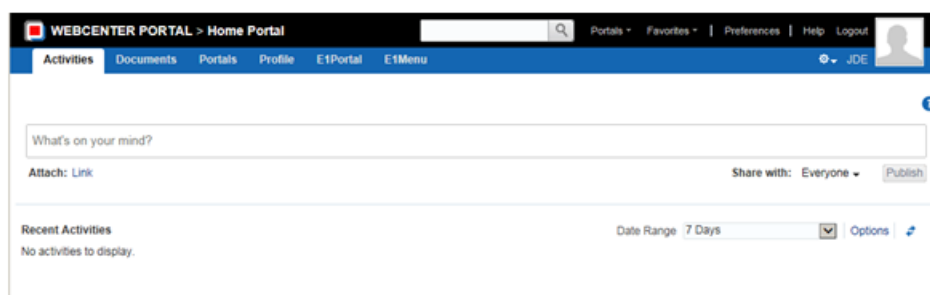 WEBCENTER PORTAL > Home Portal
Portals Favorites | Preferences | Help Logout
Activities Documents Portals Profile E1Portal E1Menu JDE
What's on your mind?
Attach: Link Share with: Everyone Publish
Recent Activities Date Range 7 Days Options
No activities to display.